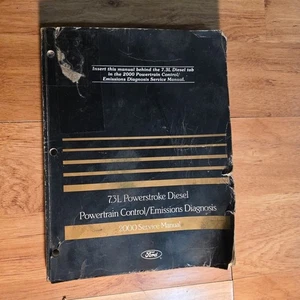 Insert this manual behind the 7.3L Diesel tab
in the 2000 Powertrain Control/
Emissions Diagnosis Service Manual.
7.3L Powerstroke Diesel
Powertrain Control/Emissions Diagnosis
2000 Service Manual
Ford